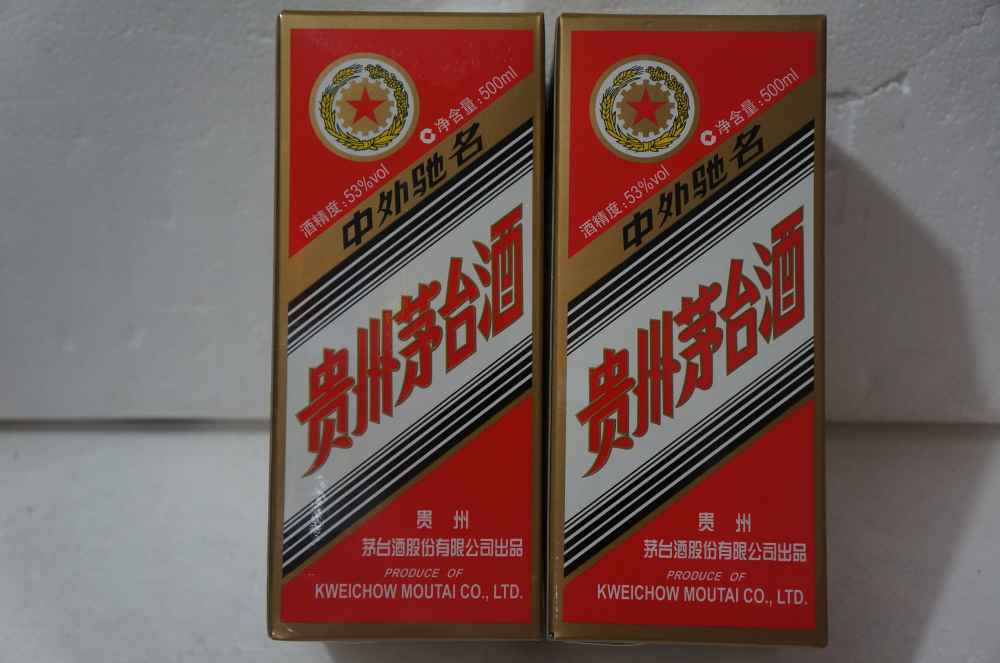 净含量:500ml
酒精度:53%vol
中外驰名
贵州茅台酒
贵州
茅台酒股份有限公司出品
PRODUCE OF
KWEICHOW MOUTAI CO., LTD.
净含量:500ml
酒精度:53%vol
中外驰名
贵州茅台酒
贵州
茅台酒股份有限公司出品
PRODUCE OF
KWEICHOW MOUTAI CO., LTD.